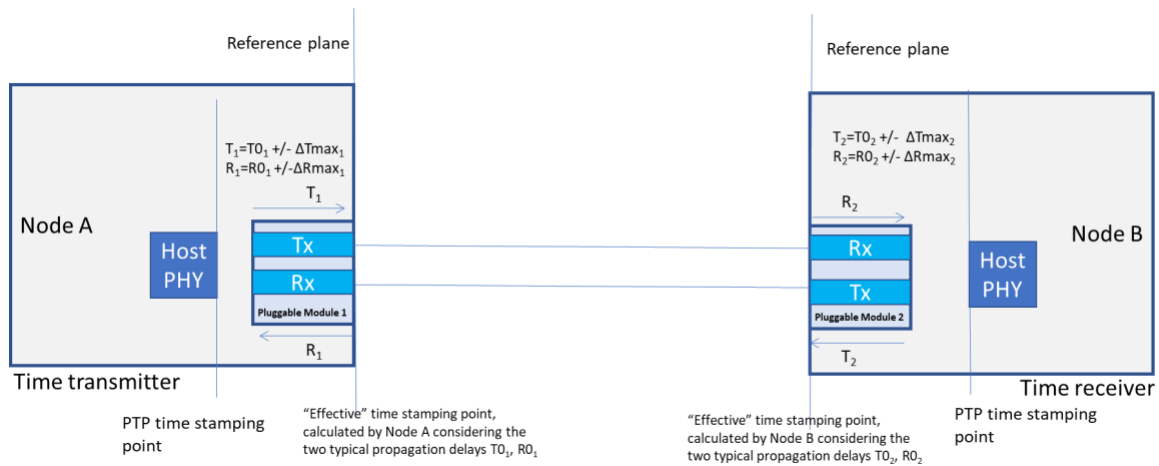 Reference plane
Reference plane
T₁=T0₁ +/- ΔTmax₁
R₁=R0₁ +/-ΔRmax₁
T₁
T₂=T0₂ +/- ΔTmax₂
R₂=R0₂ +/- ΔRmax₂
R₂
Node A
Host
PHY
Tx
Rx
Pluggable Module 1
R₁
Rx
Tx
Pluggable Module 2
T₂
Node B
Host
PHY
Time transmitter
Time receiver
PTP time stamping
point
“Effective” time stamping point,
calculated by Node A considering the
two typical propagation delays T0₁, R0₁
“Effective” time stamping point,
calculated by Node B considering the
two typical propagation delays T0₂, R0₂
PTP time stamping
point